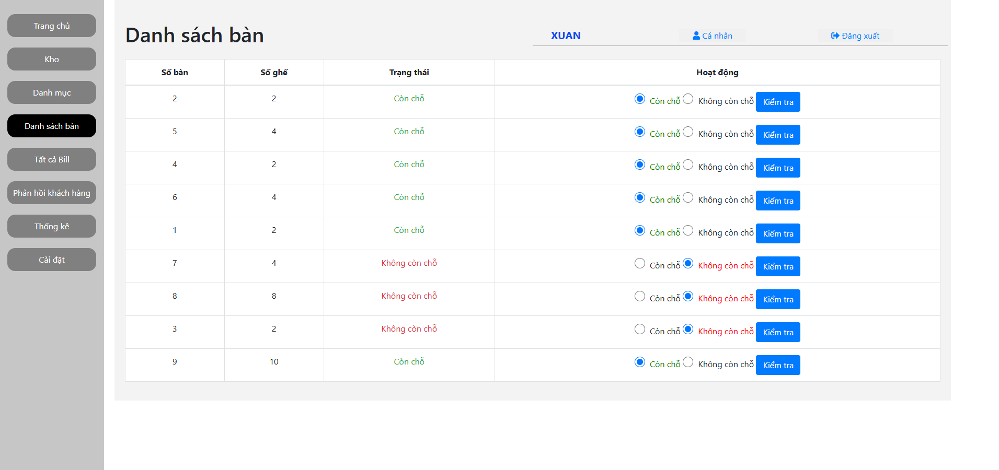 Trang chủ
Kho
Danh mục
Danh sách bàn
Tất cả Bill
Phản hồi khách hàng
Thống kê
Cài đặt
Danh sách bàn
XUAN Cá nhân Đăng xuất
Số bàn Số ghế Trạng thái Hoạt động
2 2 Còn chỗ Còn chỗ Không còn chỗ Kiểm tra
5 4 Còn chỗ Còn chỗ Không còn chỗ Kiểm tra
4 2 Còn chỗ Còn chỗ Không còn chỗ Kiểm tra
6 4 Còn chỗ Còn chỗ Không còn chỗ Kiểm tra
1 2 Còn chỗ Còn chỗ Không còn chỗ Kiểm tra
7 4 Không còn chỗ Còn chỗ Không còn chỗ Kiểm tra
8 8 Không còn chỗ Còn chỗ Không còn chỗ Kiểm tra
3 2 Không còn chỗ Còn chỗ Không còn chỗ Kiểm tra
9 10 Còn chỗ Còn chỗ Không còn chỗ Kiểm tra